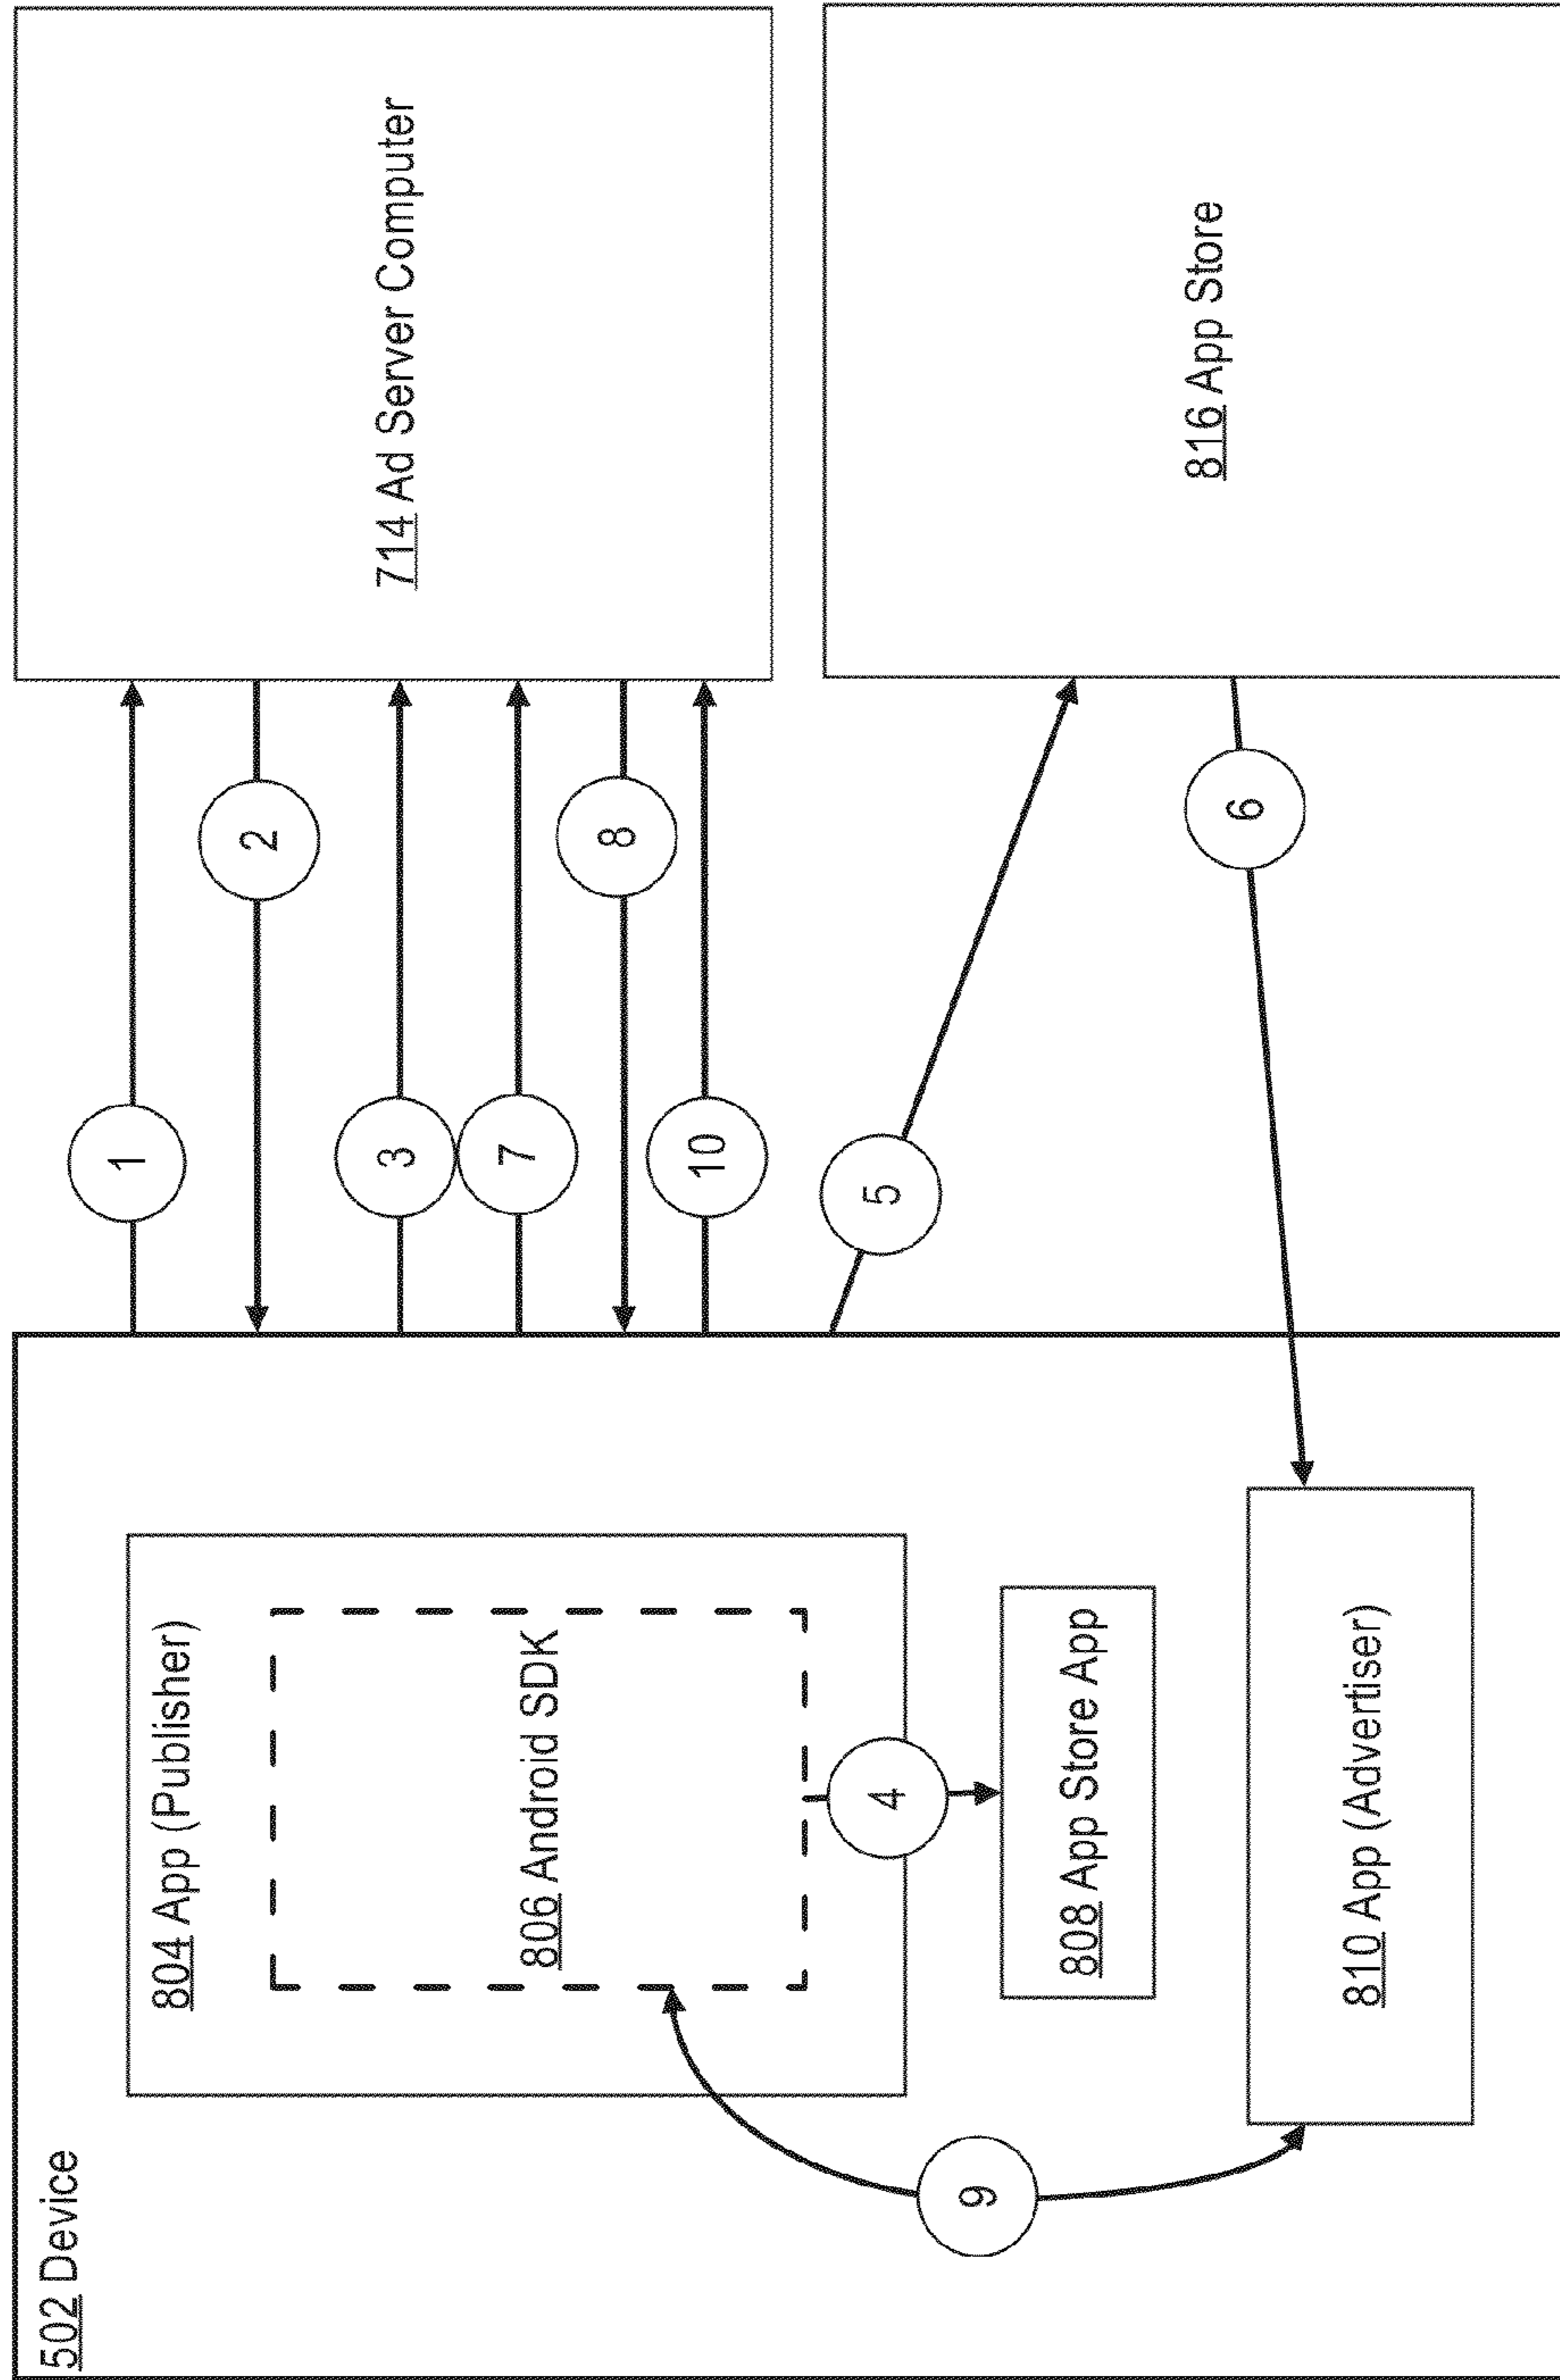 502 Device
804 App (Publisher)
806 Android SDK
4
808 App Store App
9
810 App (Advertiser)
1
2
3
7
8
10
5
6
714 Ad Server Computer
816 App Store